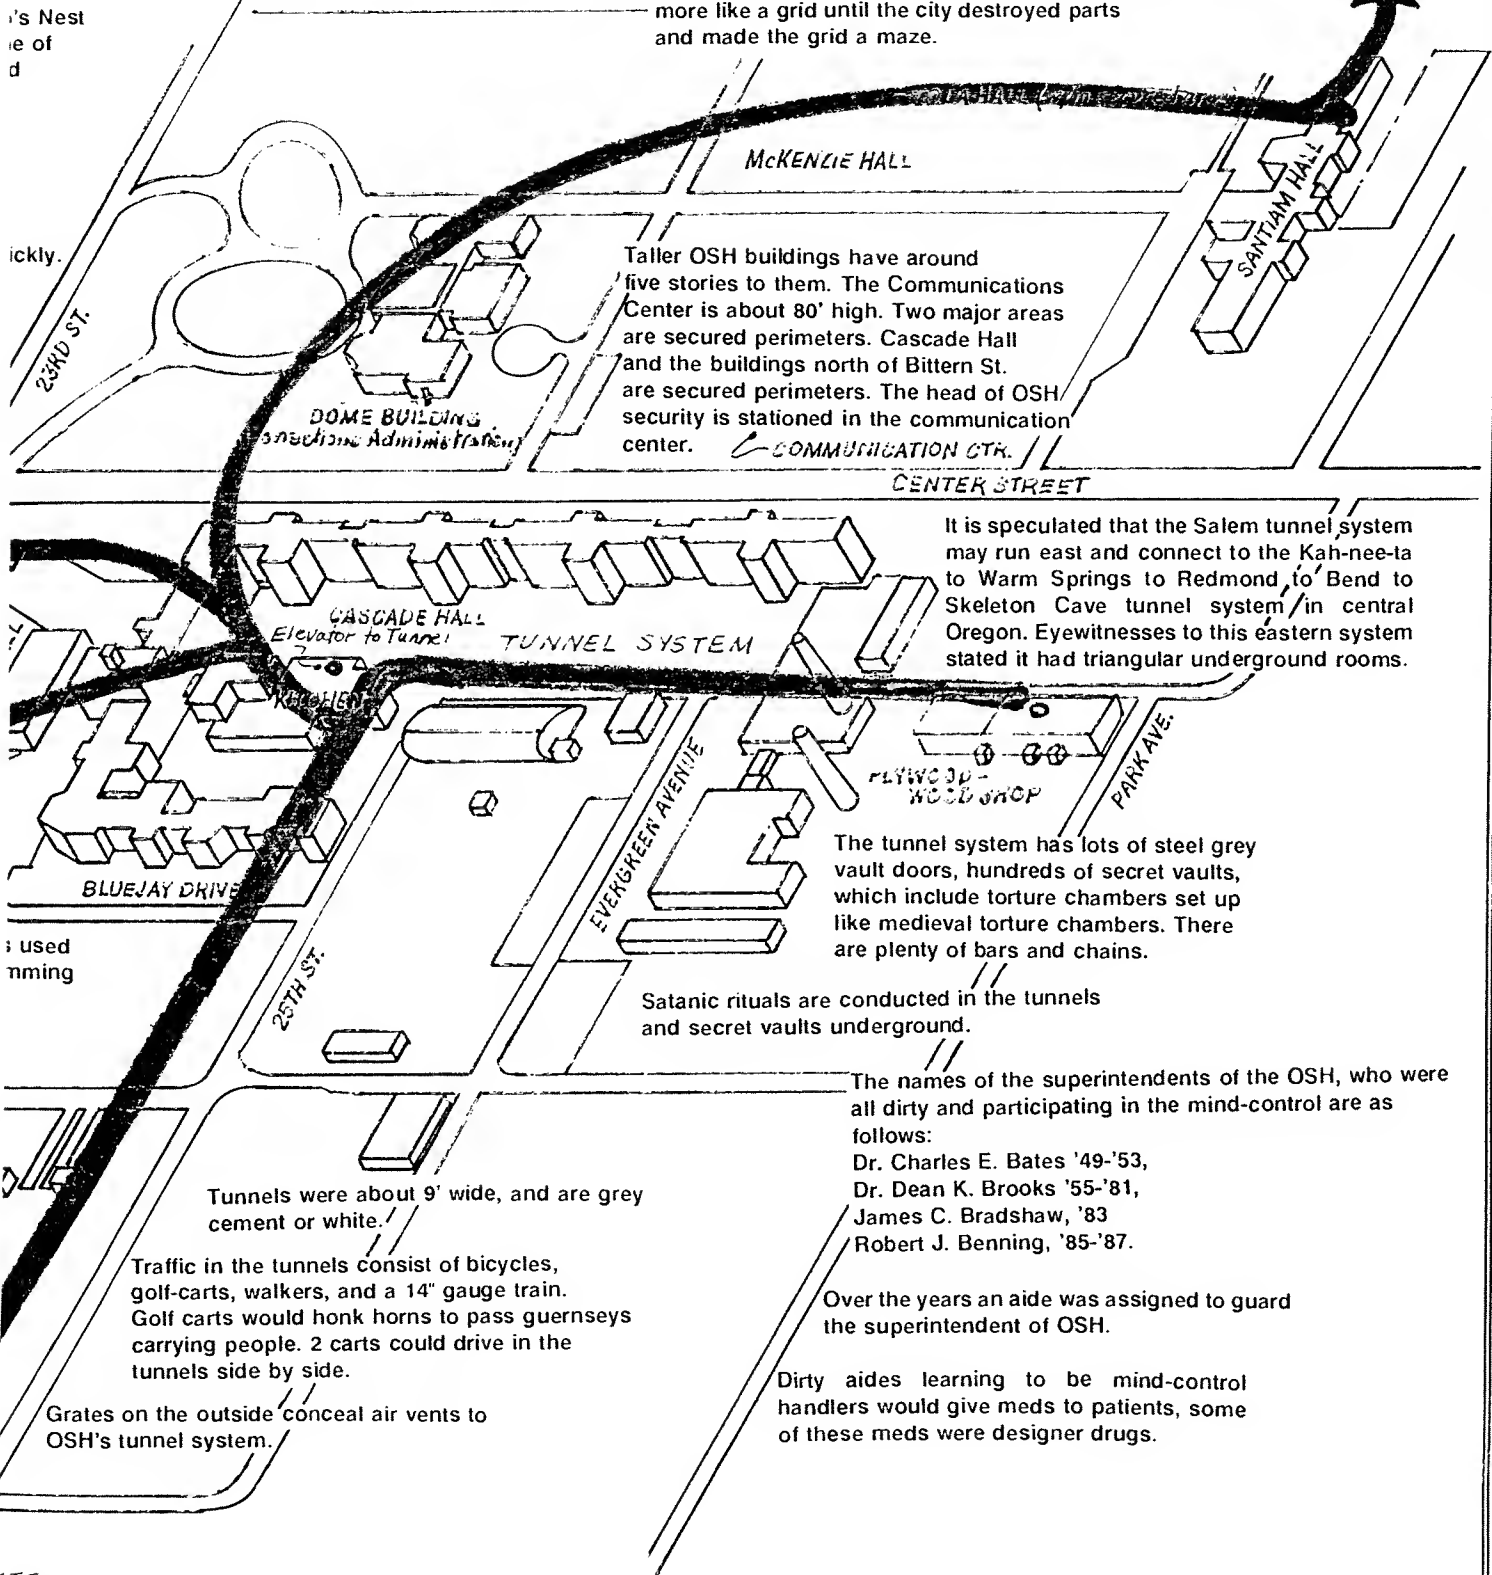 's Nest
e of
d
more like a grid until the city destroyed parts
and made the grid a maze.
McKENZIE HALL
SANTIAM HALL
ickly.
23RD ST.
Taller OSH buildings have around
five stories to them. The Communications
Center is about 80' high. Two major areas
are secured perimeters. Cascade Hall
and the buildings north of Bittern St.
are secured perimeters. The head of OSH
security is stationed in the communication
center.
COMMUNICATION CTR.
DOME BUILDING
Administration
CENTER STREET
It is speculated that the Salem tunnel system
may run east and connect to the Kah-nee-ta
to Warm Springs to Redmond to Bend to
Skeleton Cave tunnel system in central
Oregon. Eyewitnesses to this eastern system
stated it had triangular underground rooms.
CASCADE HALL
Elevator to Tunnel
TUNNEL SYSTEM
KITCHEN
PLYWOOD -
WOOD SHOP
PARK AVE.
EVERGREEN AVENUE
BLUEJAY DRIVE
25TH ST.
The tunnel system has lots of steel grey
vault doors, hundreds of secret vaults,
which include torture chambers set up
like medieval torture chambers. There
are plenty of bars and chains.
s used
mming
Satanic rituals are conducted in the tunnels
and secret vaults underground.
The names of the superintendents of the OSH, who were
all dirty and participating in the mind-control are as
follows:
Dr. Charles E. Bates '49-'53,
Dr. Dean K. Brooks '55-'81,
James C. Bradshaw, '83
Robert J. Benning, '85-'87.
Tunnels were about 9' wide, and are grey
cement or white.
Traffic in the tunnels consist of bicycles,
golf-carts, walkers, and a 14" gauge train.
Golf carts would honk horns to pass guernseys
carrying people. 2 carts could drive in the
tunnels side by side.
Over the years an aide was assigned to guard
the superintendent of OSH.
Grates on the outside conceal air vents to
OSH's tunnel system.
Dirty aides learning to be mind-control
handlers would give meds to patients, some
of these meds were designer drugs.